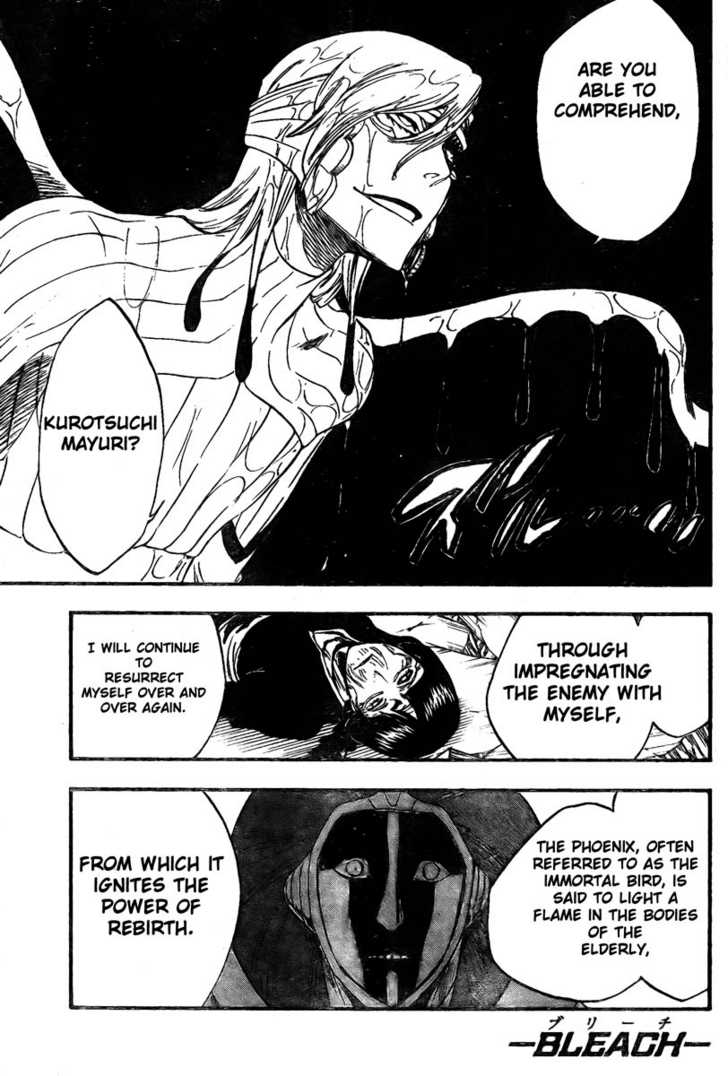 ARE YOU
ABLE TO
COMPREHEND,
KUROTSUCHI
MAYURI?
THROUGH
IMPREGNATING
THE ENEMY WITH
MYSELF,
I WILL CONTINUE
TO
RESURRECT
MYSELF OVER AND
OVER AGAIN.
THE PHOENIX, OFTEN
REFERRED TO AS THE
IMMORTAL BIRD, IS
SAID TO LIGHT A
FLAME IN THE BODIES
OF THE
ELDERLY,
FROM WHICH IT
IGNITES THE
POWER OF
REBIRTH.
ブリーチ
—BLEACH—